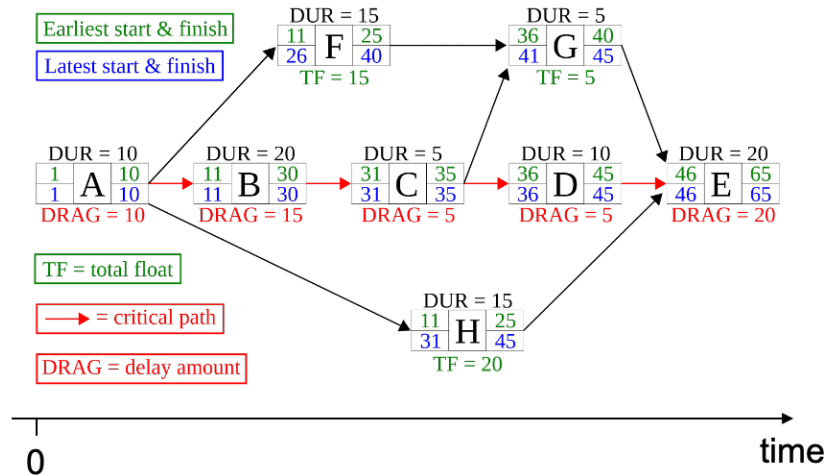 Earliest start & finish
Latest start & finish
DUR = 15
11 F 25
26 40
TF = 15
DUR = 5
36 G 40
41 45
TF = 5
DUR = 10
1 A 10
1 10
DRAG = 10
DUR = 20
11 B 30
11 30
DRAG = 15
DUR = 5
31 C 35
31 35
DRAG = 5
DUR = 10
36 D 45
36 45
DRAG = 5
DUR = 20
46 E 65
46 65
DRAG = 20
TF = total float
= critical path
DRAG = delay amount
DUR = 15
11 H 25
31 45
TF = 20
0
time